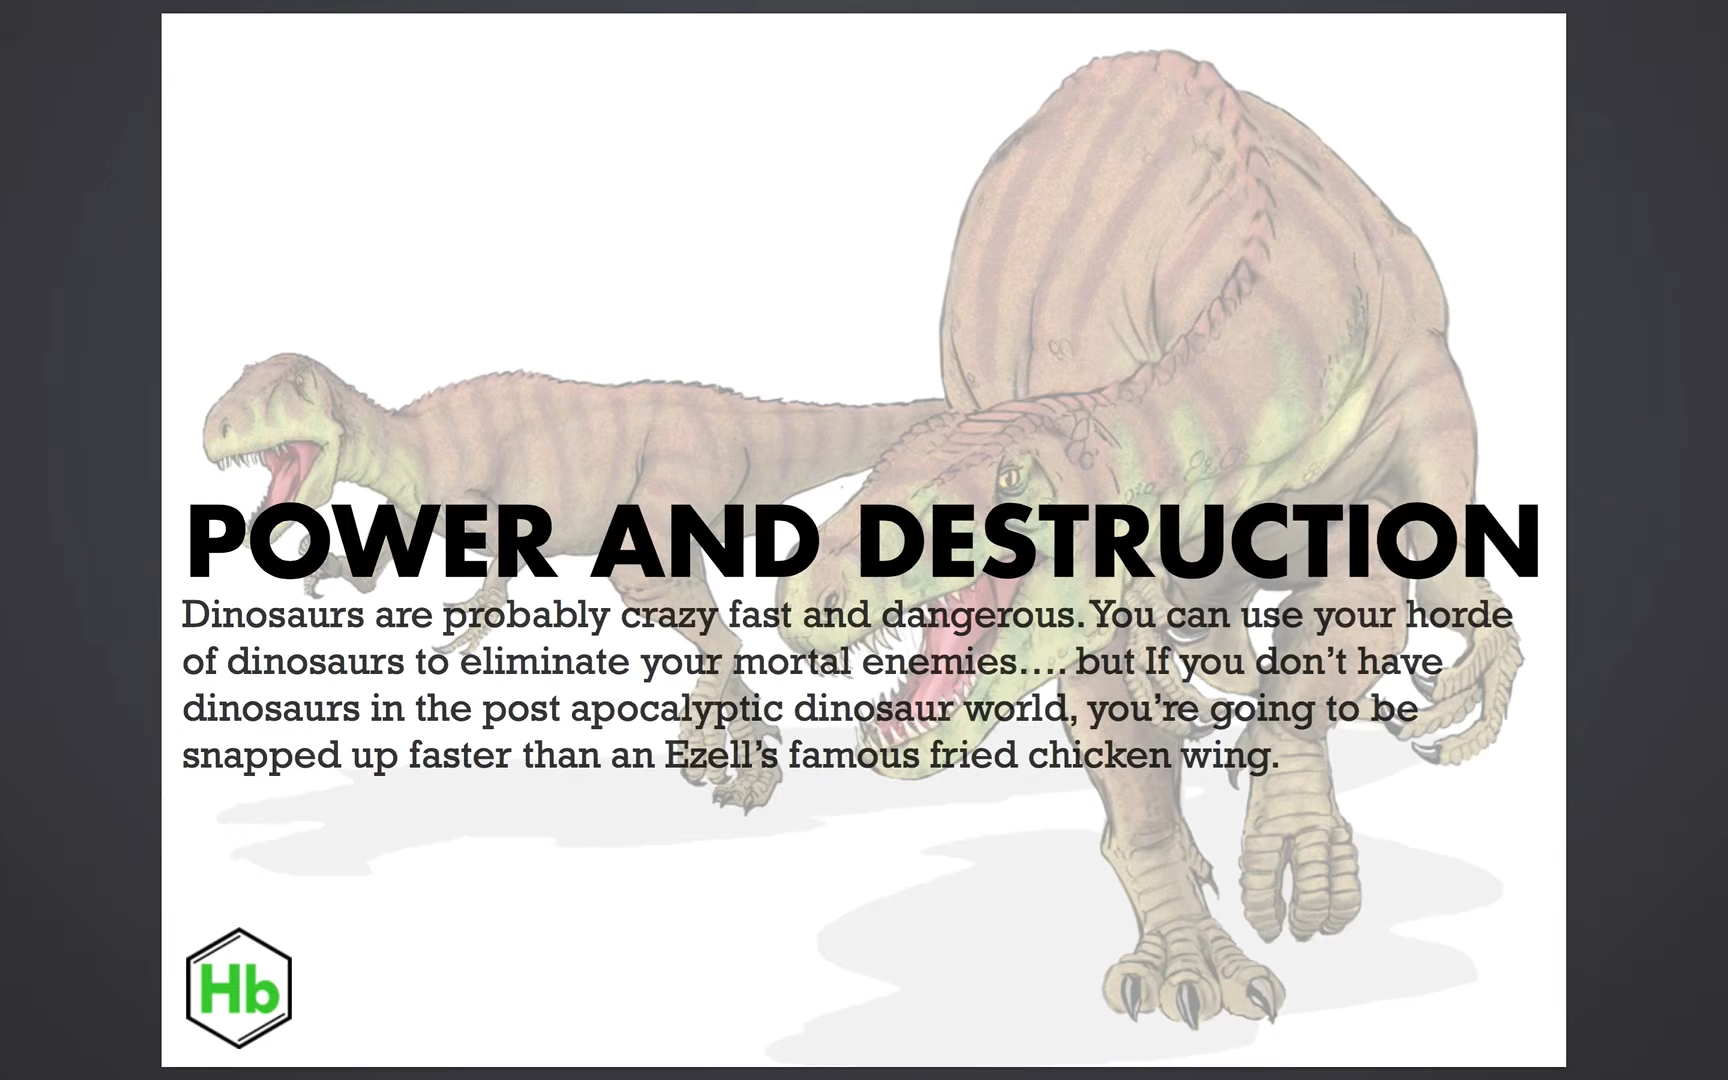 POWER AND DESTRUCTION
Dinosaurs are probably crazy fast and dangerous. You can use your horde
of dinosaurs to eliminate your mortal enemies…. but If you don’t have
dinosaurs in the post apocalyptic dinosaur world, you’re going to be
snapped up faster than an Ezell’s famous fried chicken wing.
Hb